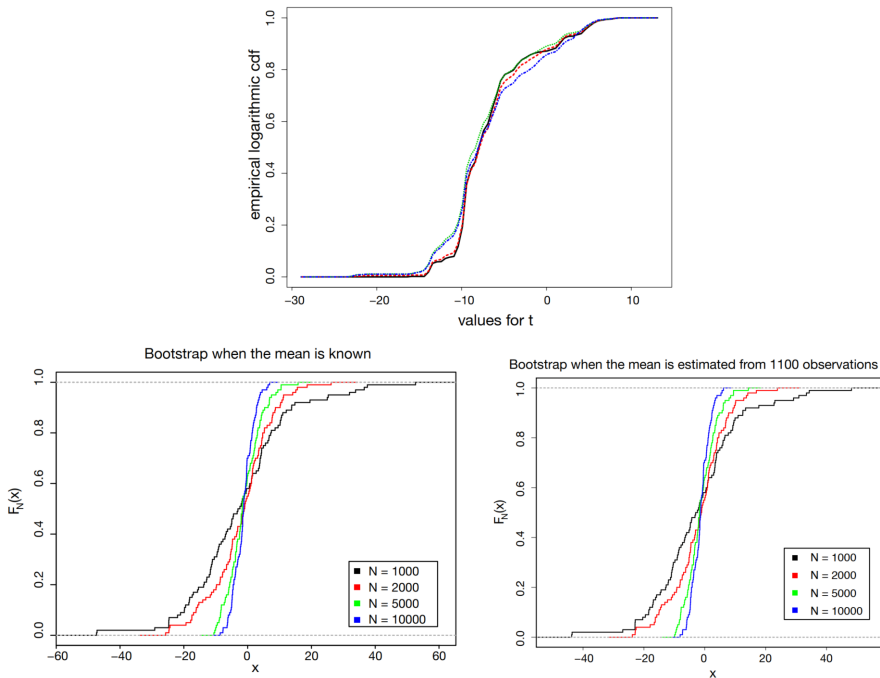 empirical logarithmic cdf
0.0 0.2 0.4 0.6 0.8 1.0
−30 −20 −10 0 10
values for t
Bootstrap when the mean is known
F_N(x)
0.0 0.2 0.4 0.6 0.8 1.0
N = 1000
N = 2000
N = 5000
N = 10000
−60 −40 −20 0 20 40 60
x
Bootstrap when the mean is estimated from 1100 observations
F_N(x)
0.0 0.2 0.4 0.6 0.8 1.0
N = 1000
N = 2000
N = 5000
N = 10000
−40 −20 0 20 40
x